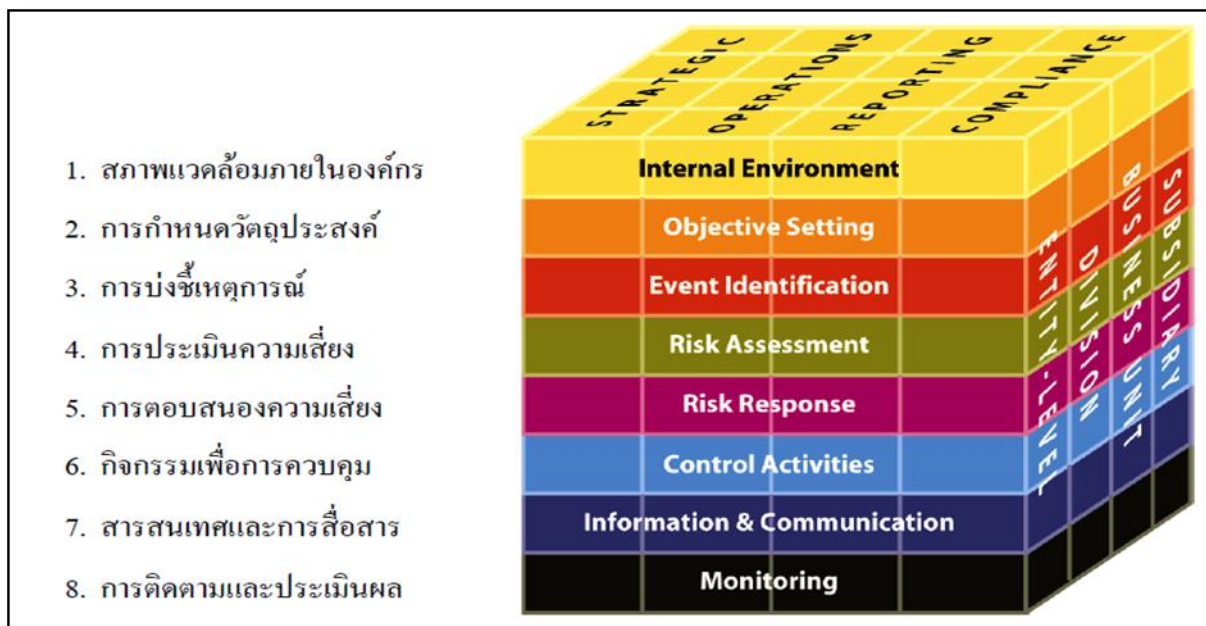 1. สภาพแวดล้อมภายในองค์กร
2. การกำหนดวัตถุประสงค์
3. การบ่งชี้เหตุการณ์
4. การประเมินความเสี่ยง
5. การตอบสนองความเสี่ยง
6. กิจกรรมเพื่อการควบคุม
7. สารสนเทศและการสื่อสาร
8. การติดตามและประเมินผล
STRATEGIC
OPERATIONS
REPORTING
COMPLIANCE
Internal Environment
Objective Setting
Event Identification
Risk Assessment
Risk Response
Control Activities
Information & Communication
Monitoring
ENTITY-LEVEL
DIVISION
BUSINESS UNIT
SUBSIDIARY